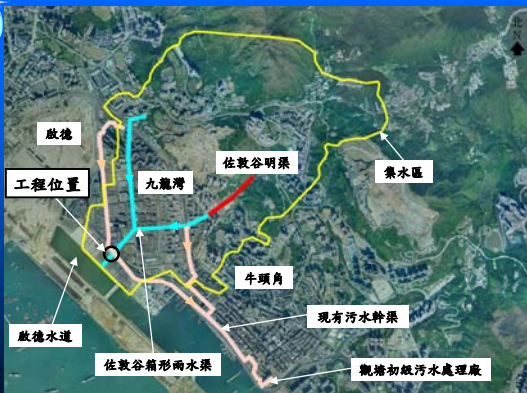 啟德
佐敦谷明渠
集水區
工程位置
九龍灣
牛頭角
現有污水幹渠
啟德水道
佐敦谷箱形雨水渠
觀塘初級污水處理廠